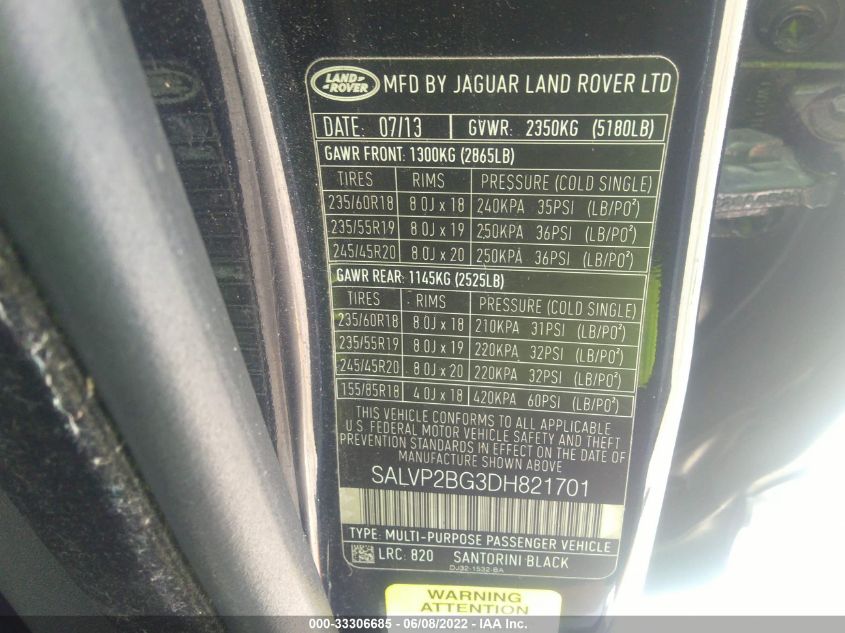 LAND-ROVER MFD BY JAGUAR LAND ROVER LTD
DATE: 07/13 GVWR: 2350KG (5180LB)
GAWR FRONT: 1300KG (2865LB)
TIRES RIMS PRESSURE (COLD SINGLE)
235/60R18 8.0J x 18 240KPA 35PSI (LB/PO²)
235/55R19 8.0J x 19 250KPA 36PSI (LB/PO²)
245/45R20 8.0J x 20 250KPA 36PSI (LB/PO²)
GAWR REAR: 1145KG (2525LB)
TIRES RIMS PRESSURE (COLD SINGLE)
235/60R18 8.0J x 18 210KPA 31PSI (LB/PO²)
235/55R19 8.0J x 19 220KPA 32PSI (LB/PO²)
245/45R20 8.0J x 20 220KPA 32PSI (LB/PO²)
155/85R18 4.0J x 18 420KPA 60PSI (LB/PO²)
THIS VEHICLE CONFORMS TO ALL APPLICABLE
U.S. FEDERAL MOTOR VEHICLE SAFETY AND THEFT
PREVENTION STANDARDS IN EFFECT ON THE DATE OF
MANUFACTURE SHOWN ABOVE
SALVP2BG3DH821701
TYPE: MULTI-PURPOSE PASSENGER VEHICLE
LRC: 820 SANTORINI BLACK
DJ32-1532-BA
WARNING
ATTENTION
000-33306685 - 06/08/2022 - IAA Inc.